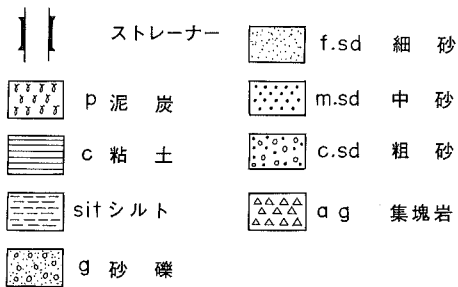 ストレーナー
p 泥炭
c 粘土
sit シルト
g 砂礫
f.sd 細砂
m.sd 中砂
c.sd 粗砂
a g 集塊岩